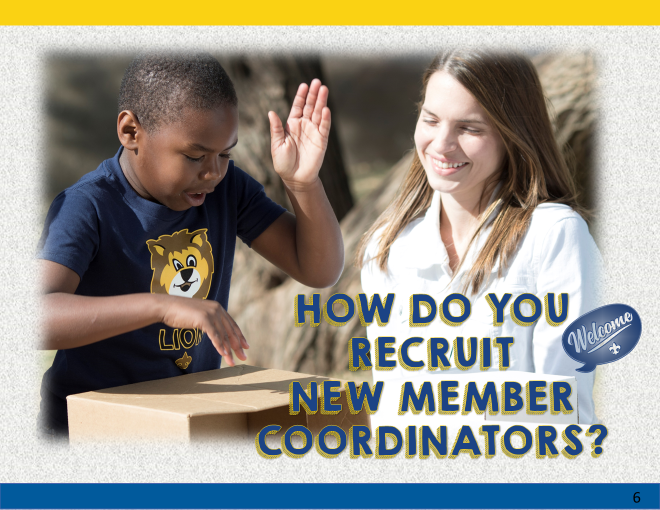 LION
HOW DO YOU
RECRUIT
NEW MEMBER
COORDINATORS?
Welcome
6